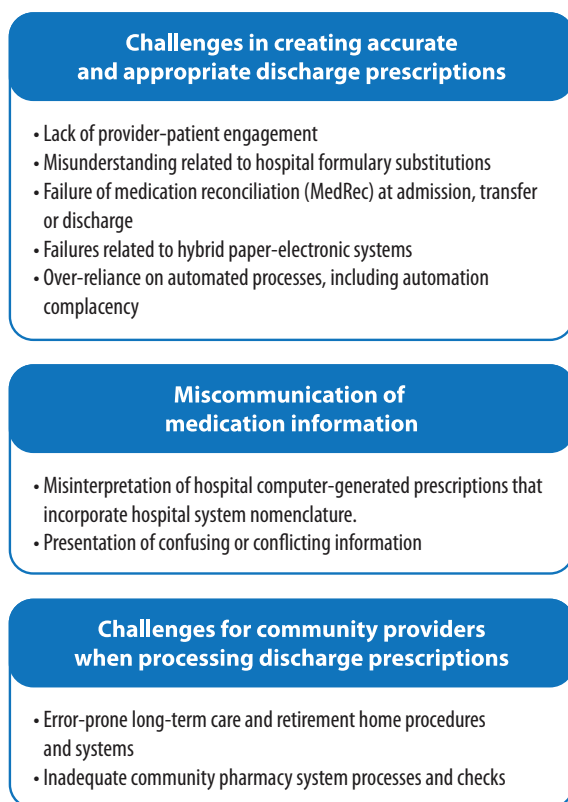 Challenges in creating accurate
and appropriate discharge prescriptions
• Lack of provider-patient engagement
• Misunderstanding related to hospital formulary substitutions
• Failure of medication reconciliation (MedRec) at admission, transfer
or discharge
• Failures related to hybrid paper-electronic systems
• Over-reliance on automated processes, including automation
complacency
Miscommunication of
medication information
• Misinterpretation of hospital computer-generated prescriptions that
incorporate hospital system nomenclature.
• Presentation of confusing or conflicting information
Challenges for community providers
when processing discharge prescriptions
• Error-prone long-term care and retirement home procedures
and systems
• Inadequate community pharmacy system processes and checks